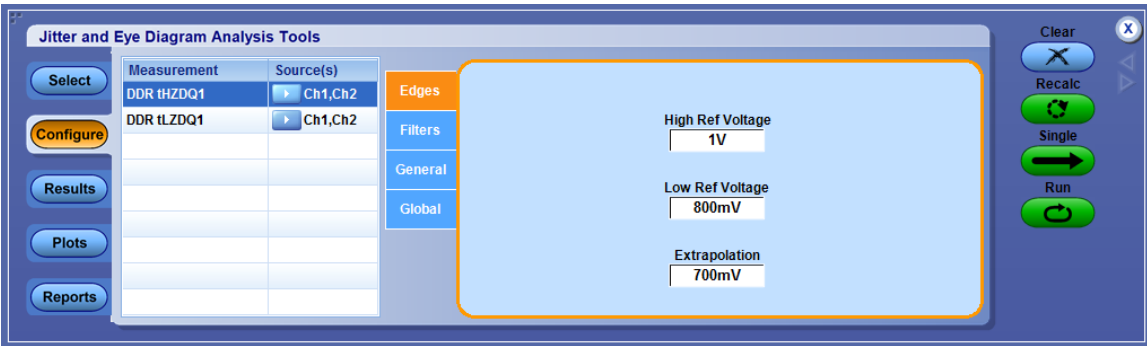 Jitter and Eye Diagram Analysis Tools
Select
Configure
Results
Plots
Reports
Measurement Source(s)
DDR tHZDQ1 Ch1,Ch2
DDR tLZDQ1 Ch1,Ch2
Edges
Filters
General
Global
High Ref Voltage
1V
Low Ref Voltage
800mV
Extrapolation
700mV
Clear
X
Recalc
Single
Run